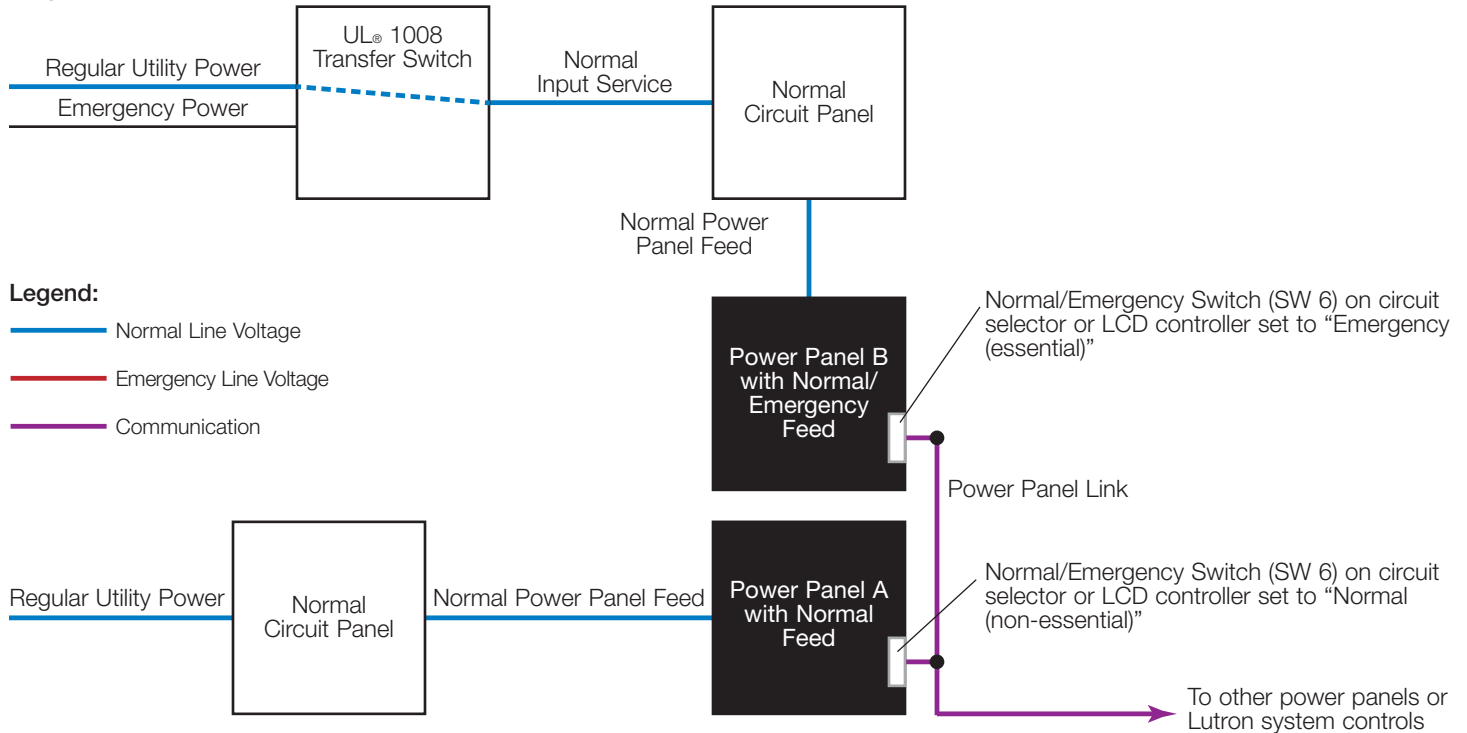 UL® 1008
Transfer Switch
Regular Utility Power
Emergency Power
Normal
Input Service
Normal
Circuit Panel
Normal Power
Panel Feed
Legend:
Normal Line Voltage
Emergency Line Voltage
Communication
Power Panel B
with Normal/
Emergency
Feed
Normal/Emergency Switch (SW 6) on circuit
selector or LCD controller set to “Emergency
(essential)”
Power Panel Link
Regular Utility Power
Normal
Circuit Panel
Normal Power Panel Feed
Power Panel A
with Normal
Feed
Normal/Emergency Switch (SW 6) on circuit
selector or LCD controller set to “Normal
(non-essential)”
To other power panels or
Lutron system controls